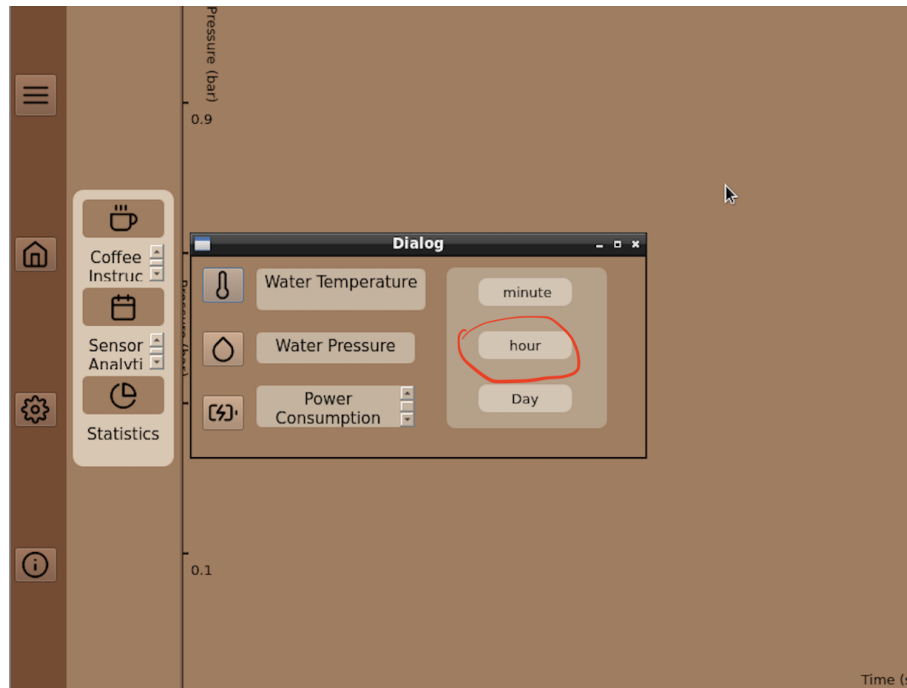 Pressure (bar)
0.9
Dialog
Coffee
Instruc
Sensor
Analyti
Statistics
Water Temperature
Water Pressure
Power
Consumption
minute
hour
Day
0.1